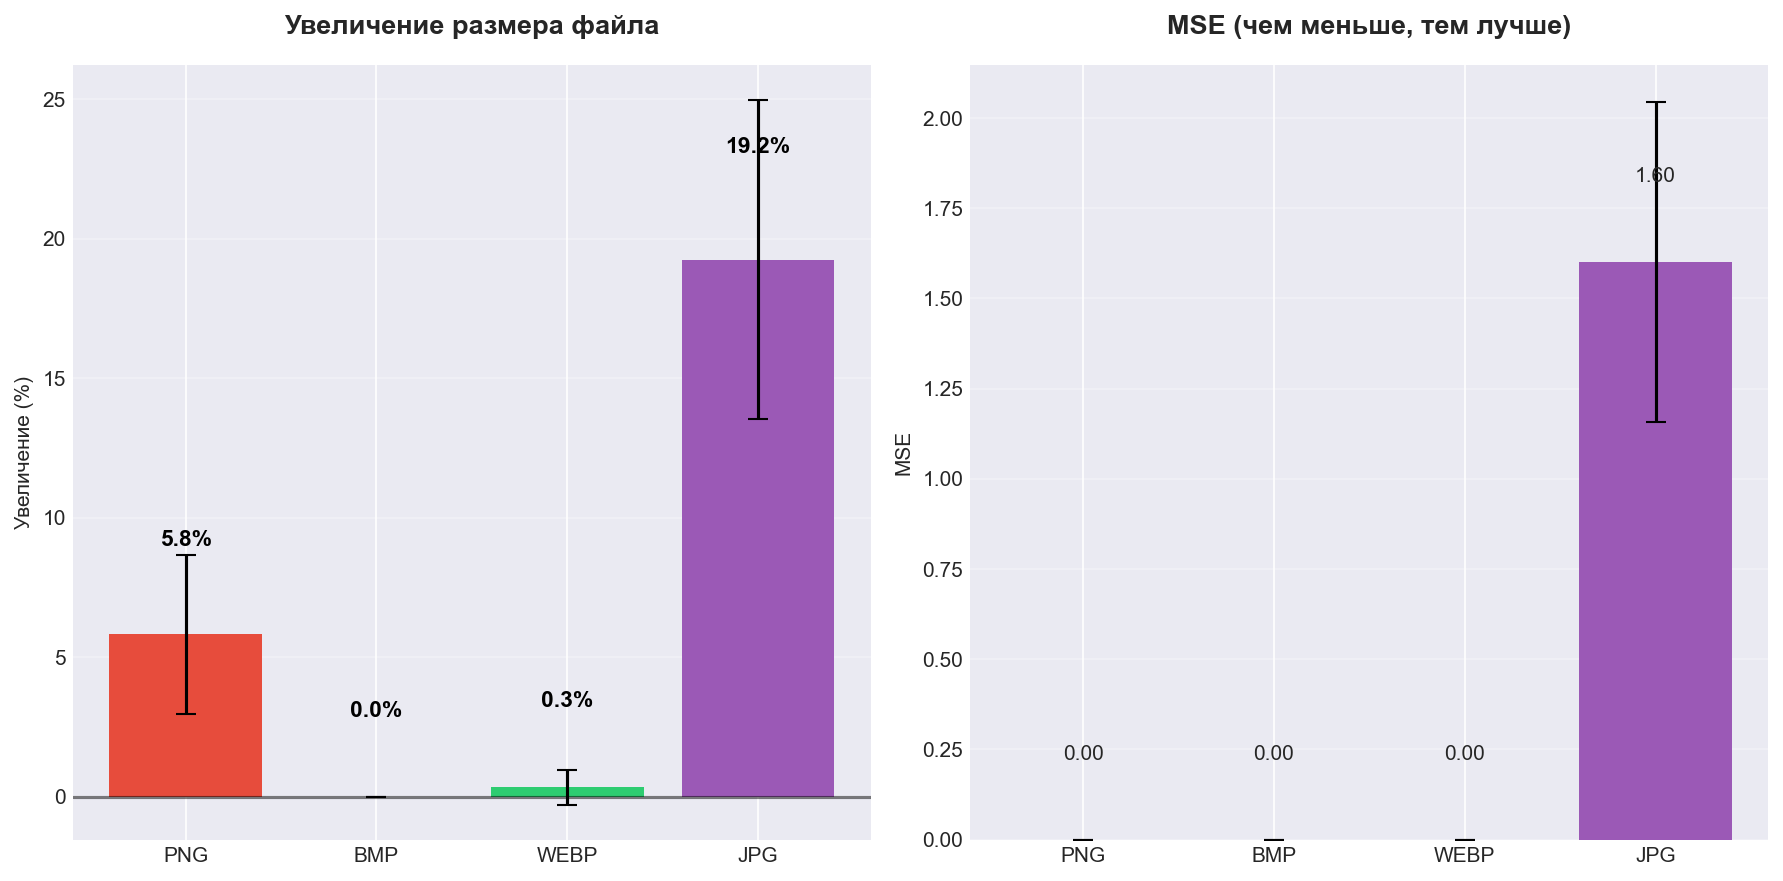 Увеличение размера файла
Увеличение (%)
25
20
15
10
5
0
5.8%
0.0%
0.3%
19.2%
PNG
BMP
WEBP
JPG
MSE (чем меньше, тем лучше)
MSE
2.00
1.75
1.50
1.25
1.00
0.75
0.50
0.25
0.00
0.00
0.00
0.00
1.60
PNG
BMP
WEBP
JPG